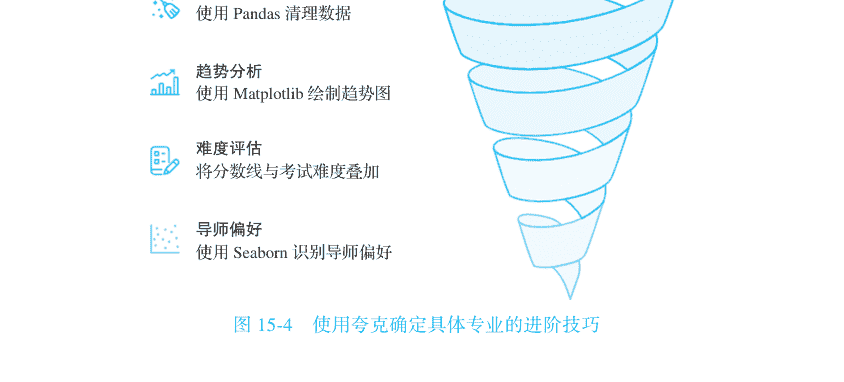 使用 Pandas 清理数据
趋势分析
使用 Matplotlib 绘制趋势图
难度评估
将分数线与考试难度叠加
导师偏好
使用 Seaborn 识别导师偏好
图 15-4 使用夸克确定具体专业的进阶技巧